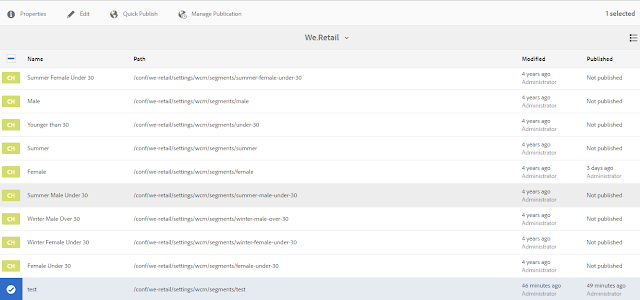 Properties Edit Quick Publish Manage Publication 1 selected
We.Retail
Name Path Modified Published
CH Summer Female Under 30 /conf/we-retail/settings/wcm/segments/summer-female-under-30 4 years ago Not published
Administrator
CH Male /conf/we-retail/settings/wcm/segments/male 4 years ago Not published
Administrator
CH Younger than 30 /conf/we-retail/settings/wcm/segments/under-30 4 years ago Not published
Administrator
CH Summer /conf/we-retail/settings/wcm/segments/summer 4 years ago Not published
Administrator
CH Female /conf/we-retail/settings/wcm/segments/female 4 years ago 3 days ago
Administrator Administrator
CH Summer Male Under 30 /conf/we-retail/settings/wcm/segments/summer-male-under-30 4 years ago Not published
Administrator
CH Winter Male Over 30 /conf/we-retail/settings/wcm/segments/winter-male-over-30 4 years ago Not published
Administrator
CH Winter Female Under 30 /conf/we-retail/settings/wcm/segments/winter-female-under-30 4 years ago Not published
Administrator
CH Female Under 30 /conf/we-retail/settings/wcm/segments/female-under-30 4 years ago Not published
Administrator
test /conf/we-retail/settings/wcm/segments/test 46 minutes ago 49 minutes ago
Administrator Administrator